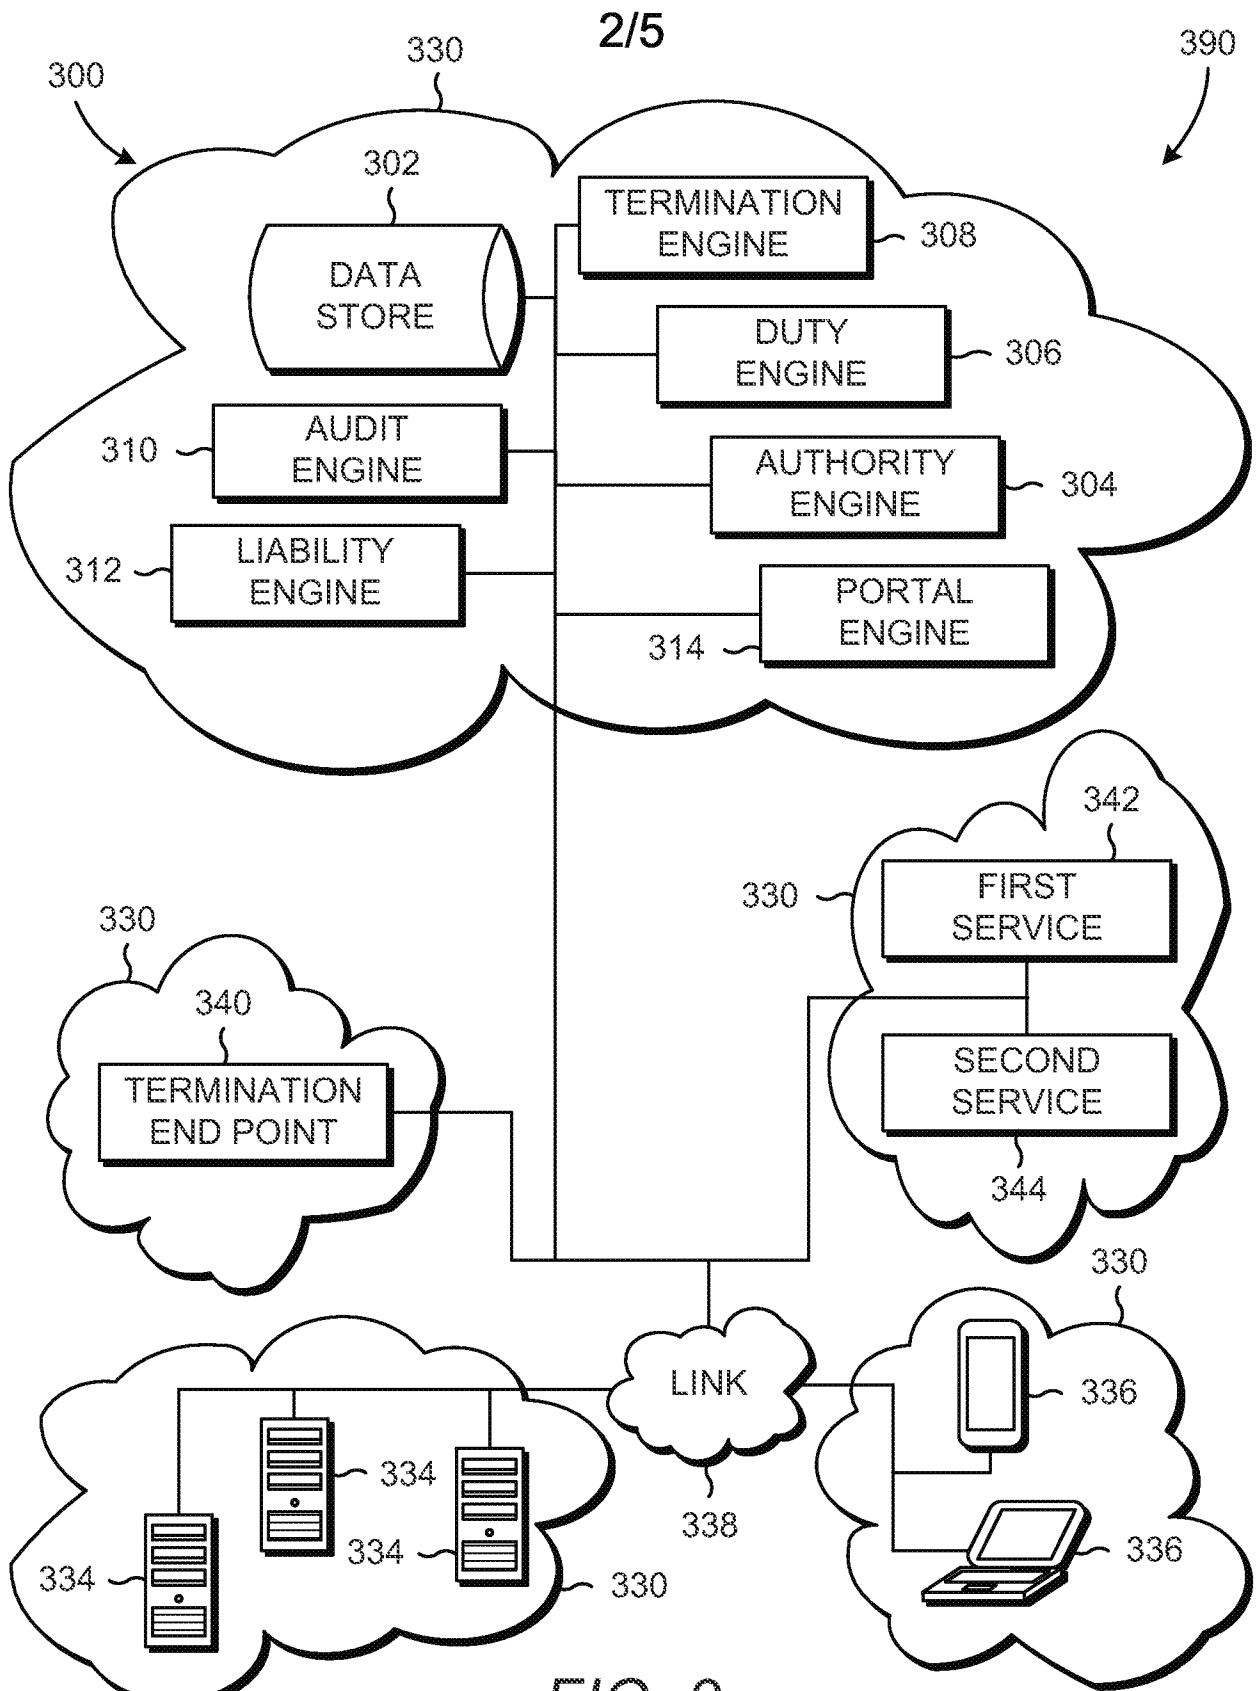 2/5
300
330
390
302
DATA
STORE
TERMINATION
ENGINE
308
DUTY
ENGINE
306
310
AUDIT
ENGINE
AUTHORITY
ENGINE
304
312
LIABILITY
ENGINE
PORTAL
ENGINE
314
342
330
FIRST
SERVICE
330
340
TERMINATION
END POINT
SECOND
SERVICE
344
330
LINK
336
334
338
334
336
334
330